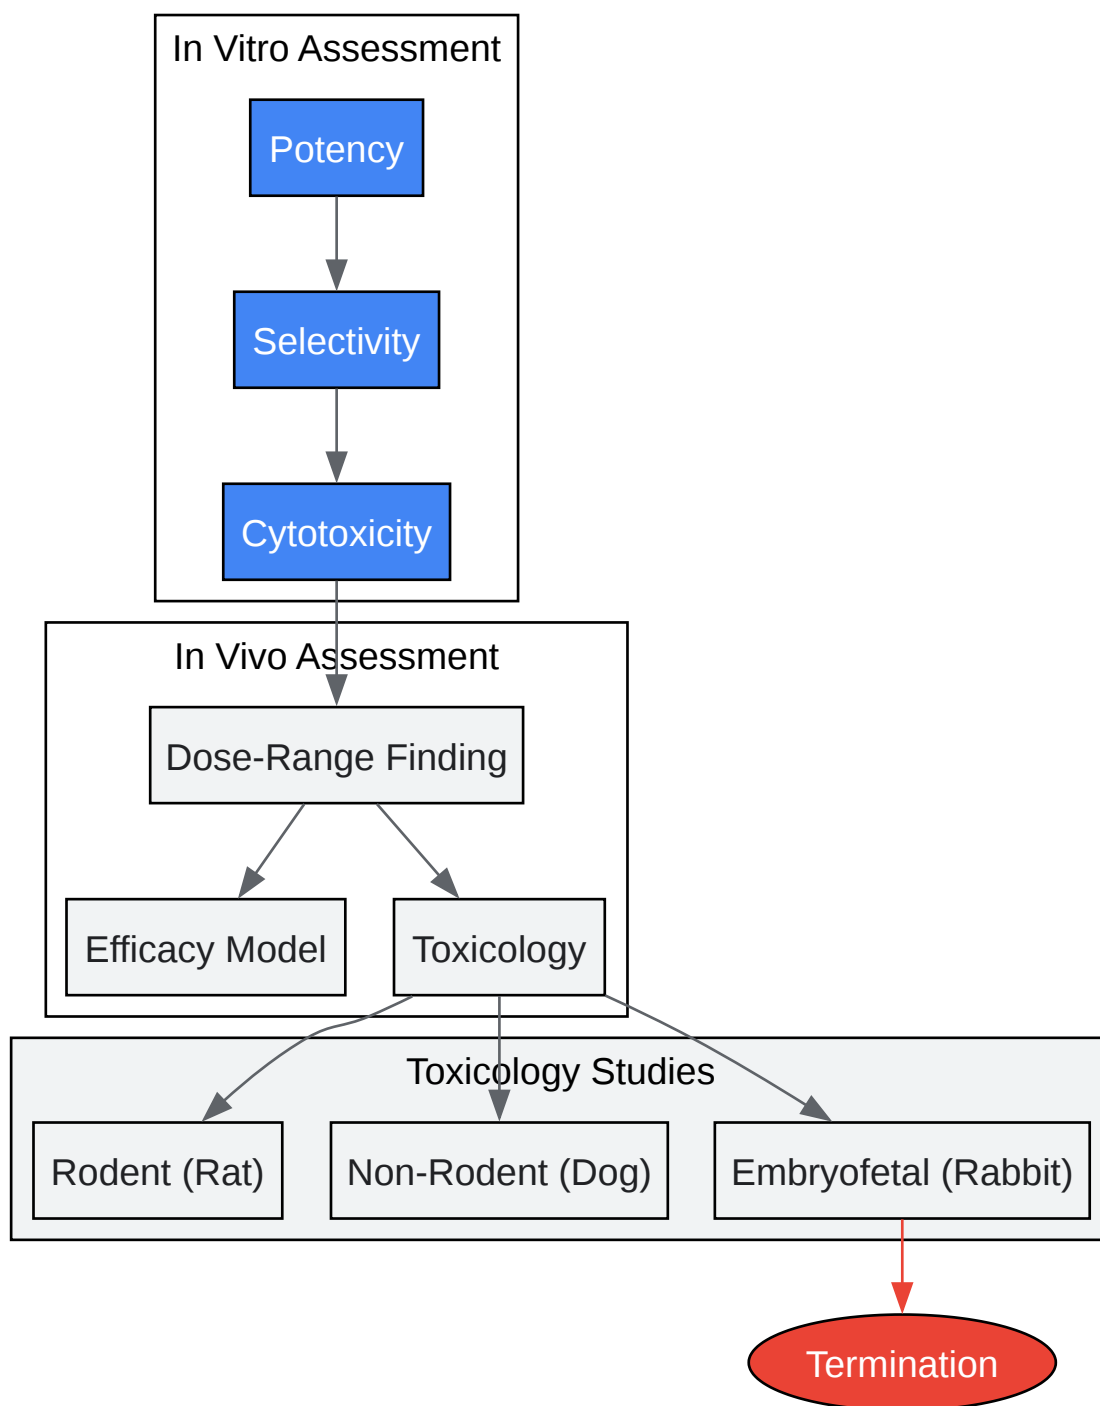 In Vitro Assessment
Potency
Selectivity
Cytotoxicity
In Vivo Assessment
Dose-Range Finding
Efficacy Model
Toxicology
Toxicology Studies
Rodent (Rat)
Non-Rodent (Dog)
Embryofetal (Rabbit)
Termination